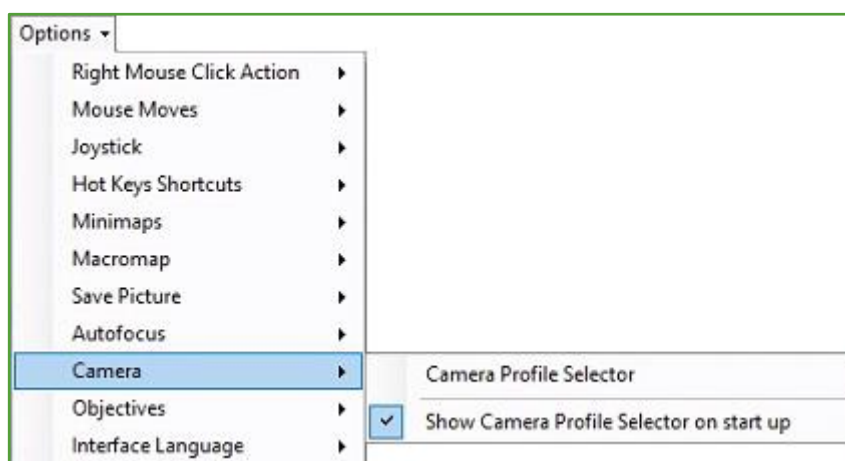 Options
Right Mouse Click Action
Mouse Moves
Joystick
Hot Keys Shortcuts
Minimaps
Macromap
Save Picture
Autofocus
Camera
Camera Profile Selector
Objectives
Show Camera Profile Selector on start up
Interface Language